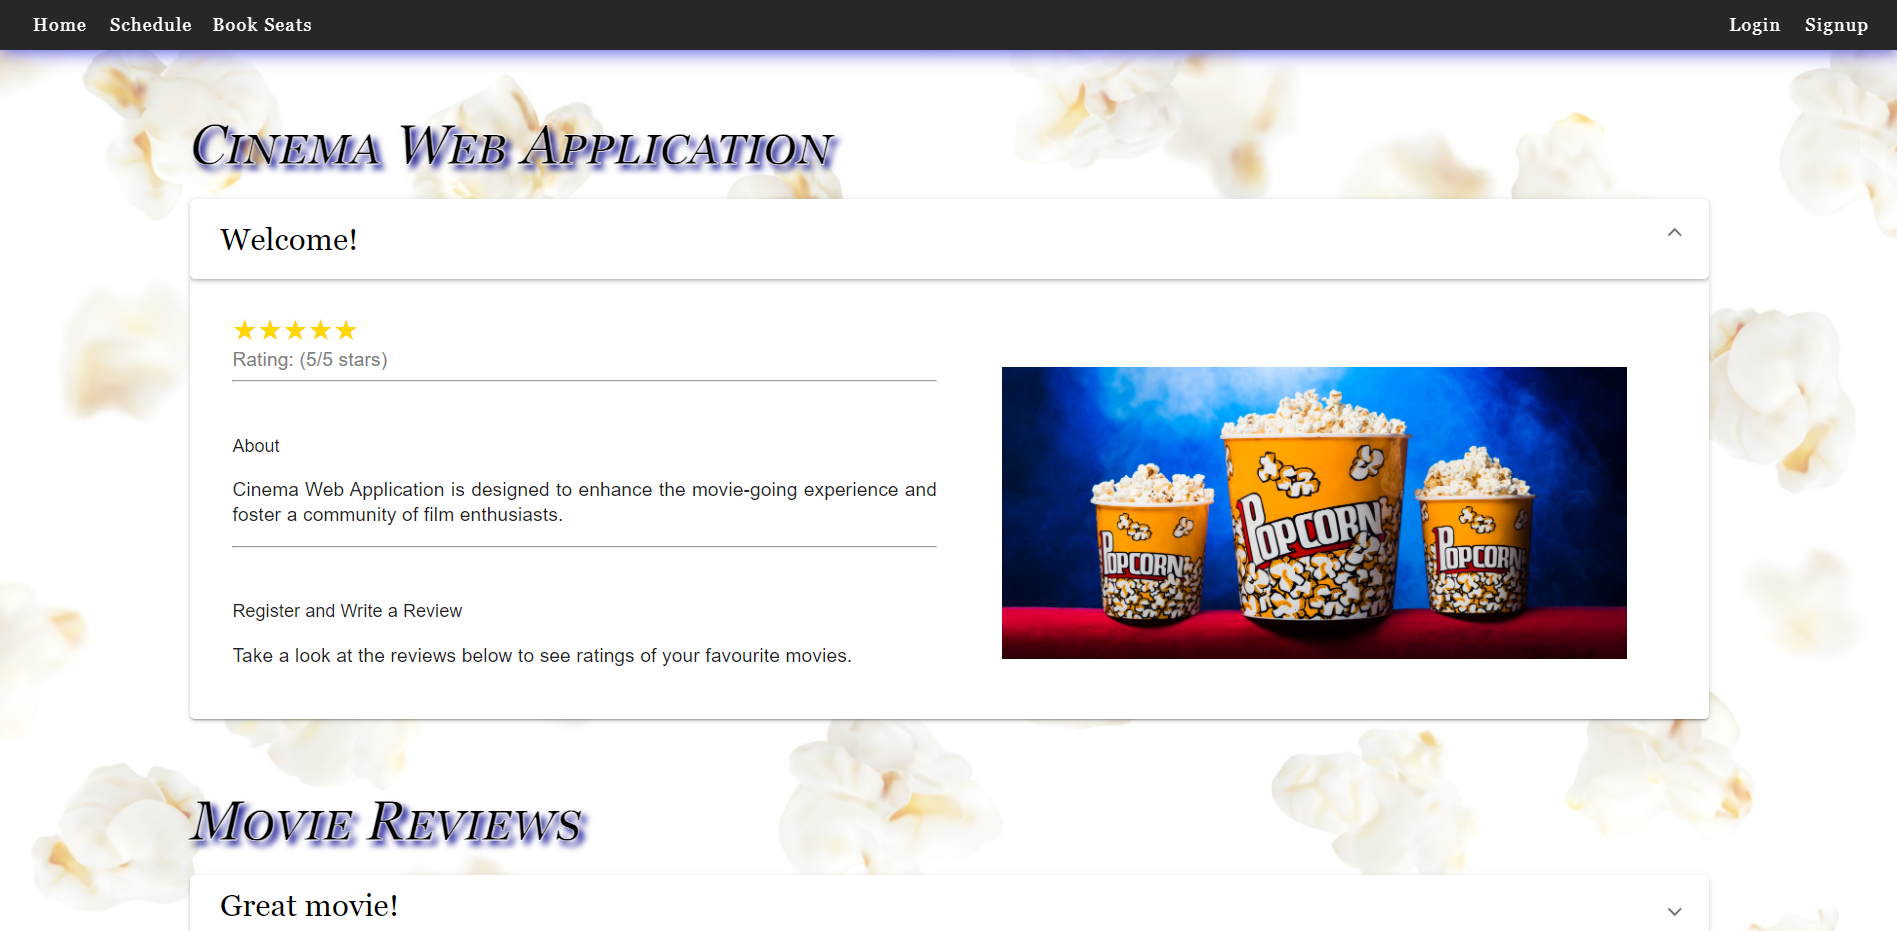 Home Schedule Book Seats Login Signup
Cinema Web Application
Welcome!
★★★★★
Rating: (5/5 stars)
About
Cinema Web Application is designed to enhance the movie-going experience and
foster a community of film enthusiasts.
Register and Write a Review
Take a look at the reviews below to see ratings of your favourite movies.
POPCORN
POPCORN
POPCORN
Movie Reviews
Great movie!